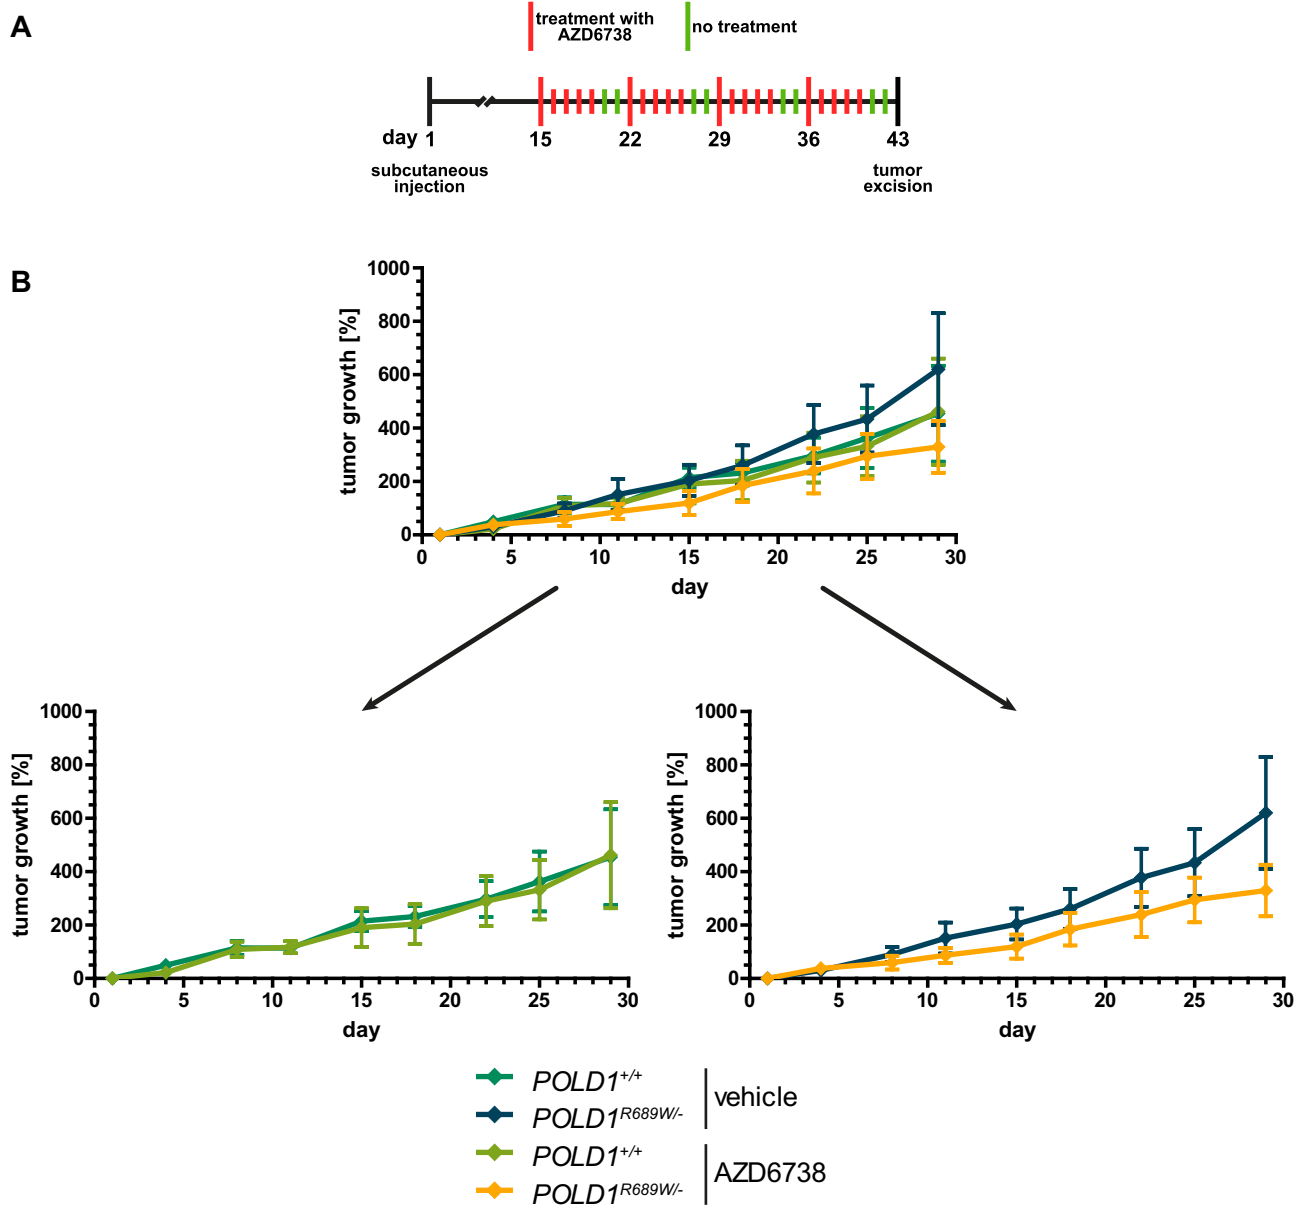 A
treatment with
AZD6738
no treatment
day 1 15 22 29 36 43
subcutaneous
injection
tumor
excision
B
1000
800
600
400
200
0
tumor growth [%]
0 5 10 15 20 25 30
day
1000
800
600
400
200
0
tumor growth [%]
0 5 10 15 20 25 30
day
1000
800
600
400
200
0
tumor growth [%]
0 5 10 15 20 25 30
day
POLD1+/+
POLD1R689W/-
vehicle
POLD1+/+
POLD1R689W/-
AZD6738